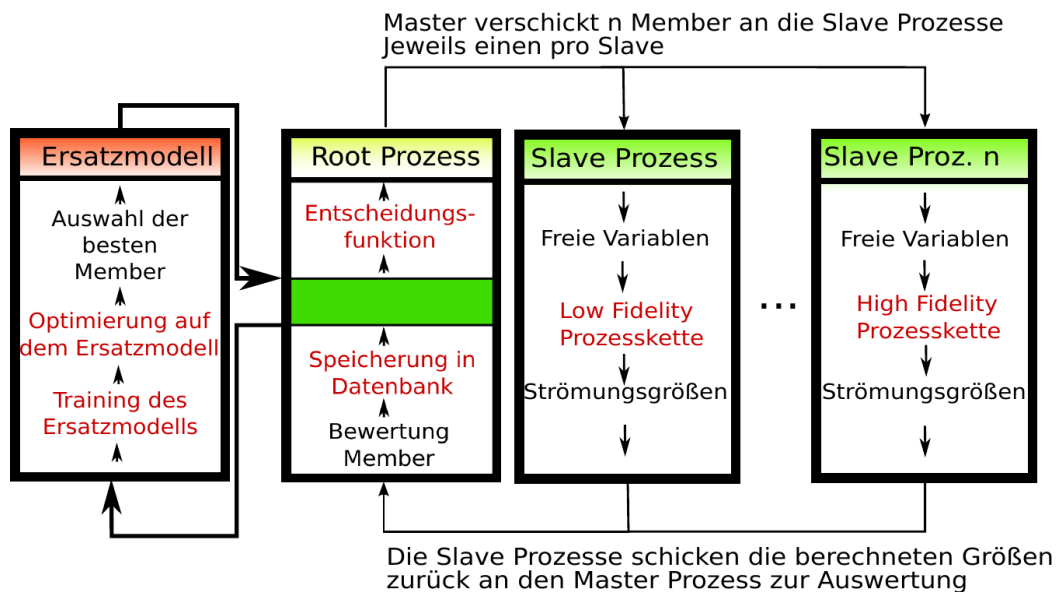 Master verschickt n Member an die Slave Prozesse
Jeweils einen pro Slave
Ersatzmodell
Auswahl der
besten
Member
Optimierung auf
dem Ersatzmodell
Training des
Ersatzmodells
Root Prozess
Entscheidungs-
funktion
Speicherung in
Datenbank
Bewertung
Member
Slave Prozess
Freie Variablen
Low Fidelity
Prozesskette
Strömungsgrößen
...
Slave Proz. n
Freie Variablen
High Fidelity
Prozesskette
Strömungsgrößen
Die Slave Prozesse schicken die berechneten Größen
zurück an den Master Prozess zur Auswertung